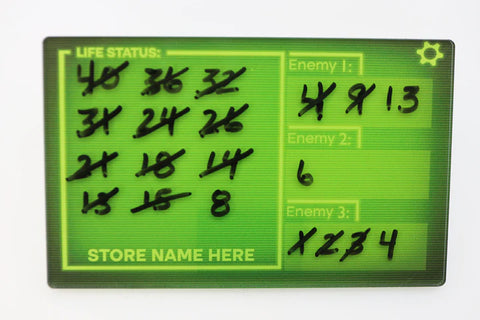 LIFE STATUS:
40 36 32
31 24 26
21 18 14
13 15 8
STORE NAME HERE
Enemy 1:
4 9 13
Enemy 2:
6
Enemy 3:
1 2 3 4